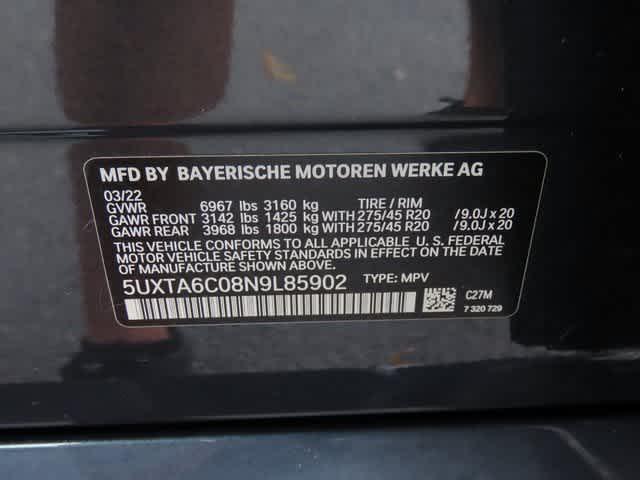 MFD BY BAYERISCHE MOTOREN WERKE AG
03/22
GVWR 6967 lbs 3160 kg TIRE / RIM
GAWR FRONT 3142 lbs 1425 kg WITH 275/45 R20 / 9.0J x 20
GAWR REAR 3968 lbs 1800 kg WITH 275/45 R20 / 9.0J x 20
THIS VEHICLE CONFORMS TO ALL APPLICABLE U. S. FEDERAL
MOTOR VEHICLE SAFETY STANDARDS IN EFFECT ON THE DATE OF
MANUFACTURE SHOWN ABOVE.
5UXTA6C08N9L85902 TYPE: MPV
C27M
7 320 729